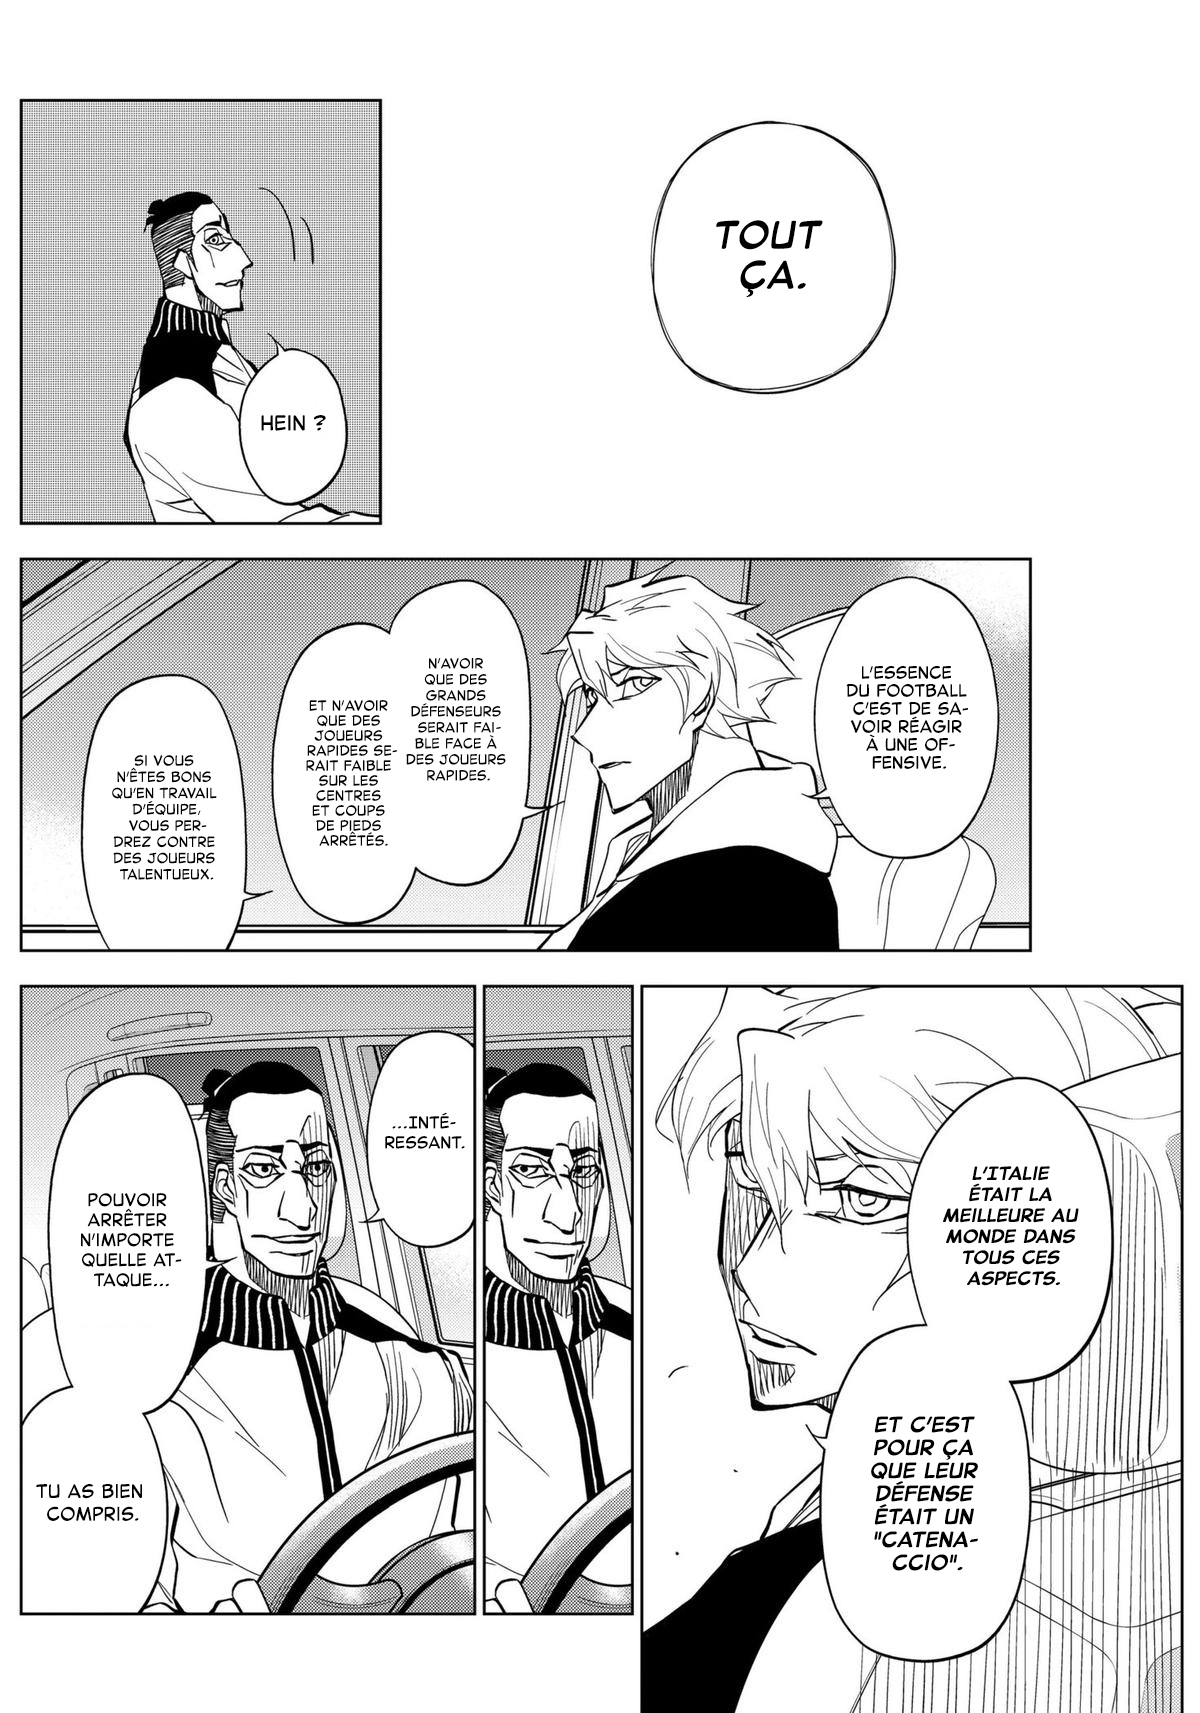 TOUT
ÇA.
HEIN ?
L'ESSENCE
DU FOOTBALL
C'EST DE SA-
VOIR RÉAGIR
À UNE OF-
FENSIVE.
N'AVOIR
QUE DES
GRANDS
DÉFENSEURS
SERAIT FAI-
BLE FACE À
DES JOUEURS
RAPIDES.
ET N'AVOIR
QUE DES
JOUEURS
RAPIDES SE-
RAIT FAIBLE
SUR LES
CENTRES
ET COUPS
DE PIEDS
ARRÊTÉS.
SI VOUS
N'ÊTES BONS
QU'EN TRAVAIL
D'ÉQUIPE,
VOUS PER-
DREZ CONTRE
DES JOUEURS
TALENTUEUX.
L'ITALIE
ÉTAIT LA
MEILLEURE AU
MONDE DANS
TOUS CES
ASPECTS.
ET C'EST
POUR ÇA
QUE LEUR
DÉFENSE
ÉTAIT UN
"CATENA-
CCIO".
...INTÉ-
RESSANT.
POUVOIR
ARRÊTER
N'IMPORTE
QUELLE AT-
TAQUE...
TU AS BIEN
COMPRIS.